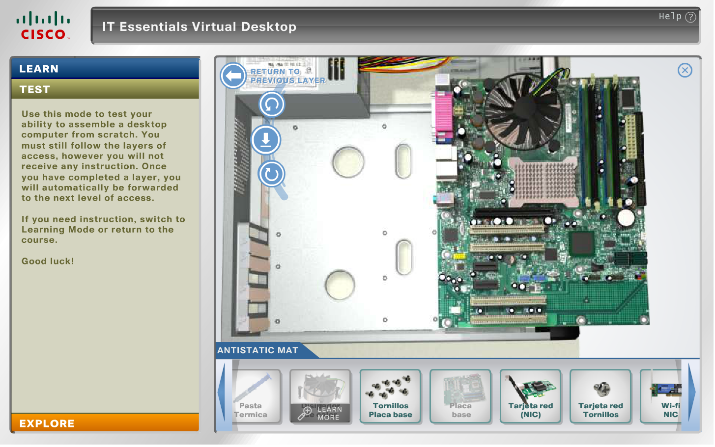 CISCO
IT Essentials Virtual Desktop
Help ?
LEARN
TEST
Use this mode to test your
ability to assemble a desktop
computer from scratch. You
must still follow the layers of
access, however you will not
receive any instruction. Once
you have completed a layer, you
will automatically be forwarded
to the next level of access.
If you need instruction, switch to
Learning Mode or return to the
course.
Good luck!
EXPLORE
RETURN TO
PREVIOUS LAYER
ANTISTATIC MAT
Pasta
Termica
LEARN
MORE
Tornillos
Placa base
Placa
base
Tarjeta red
(NIC)
Tarjeta red
Tornillos
Wi-fi
NIC